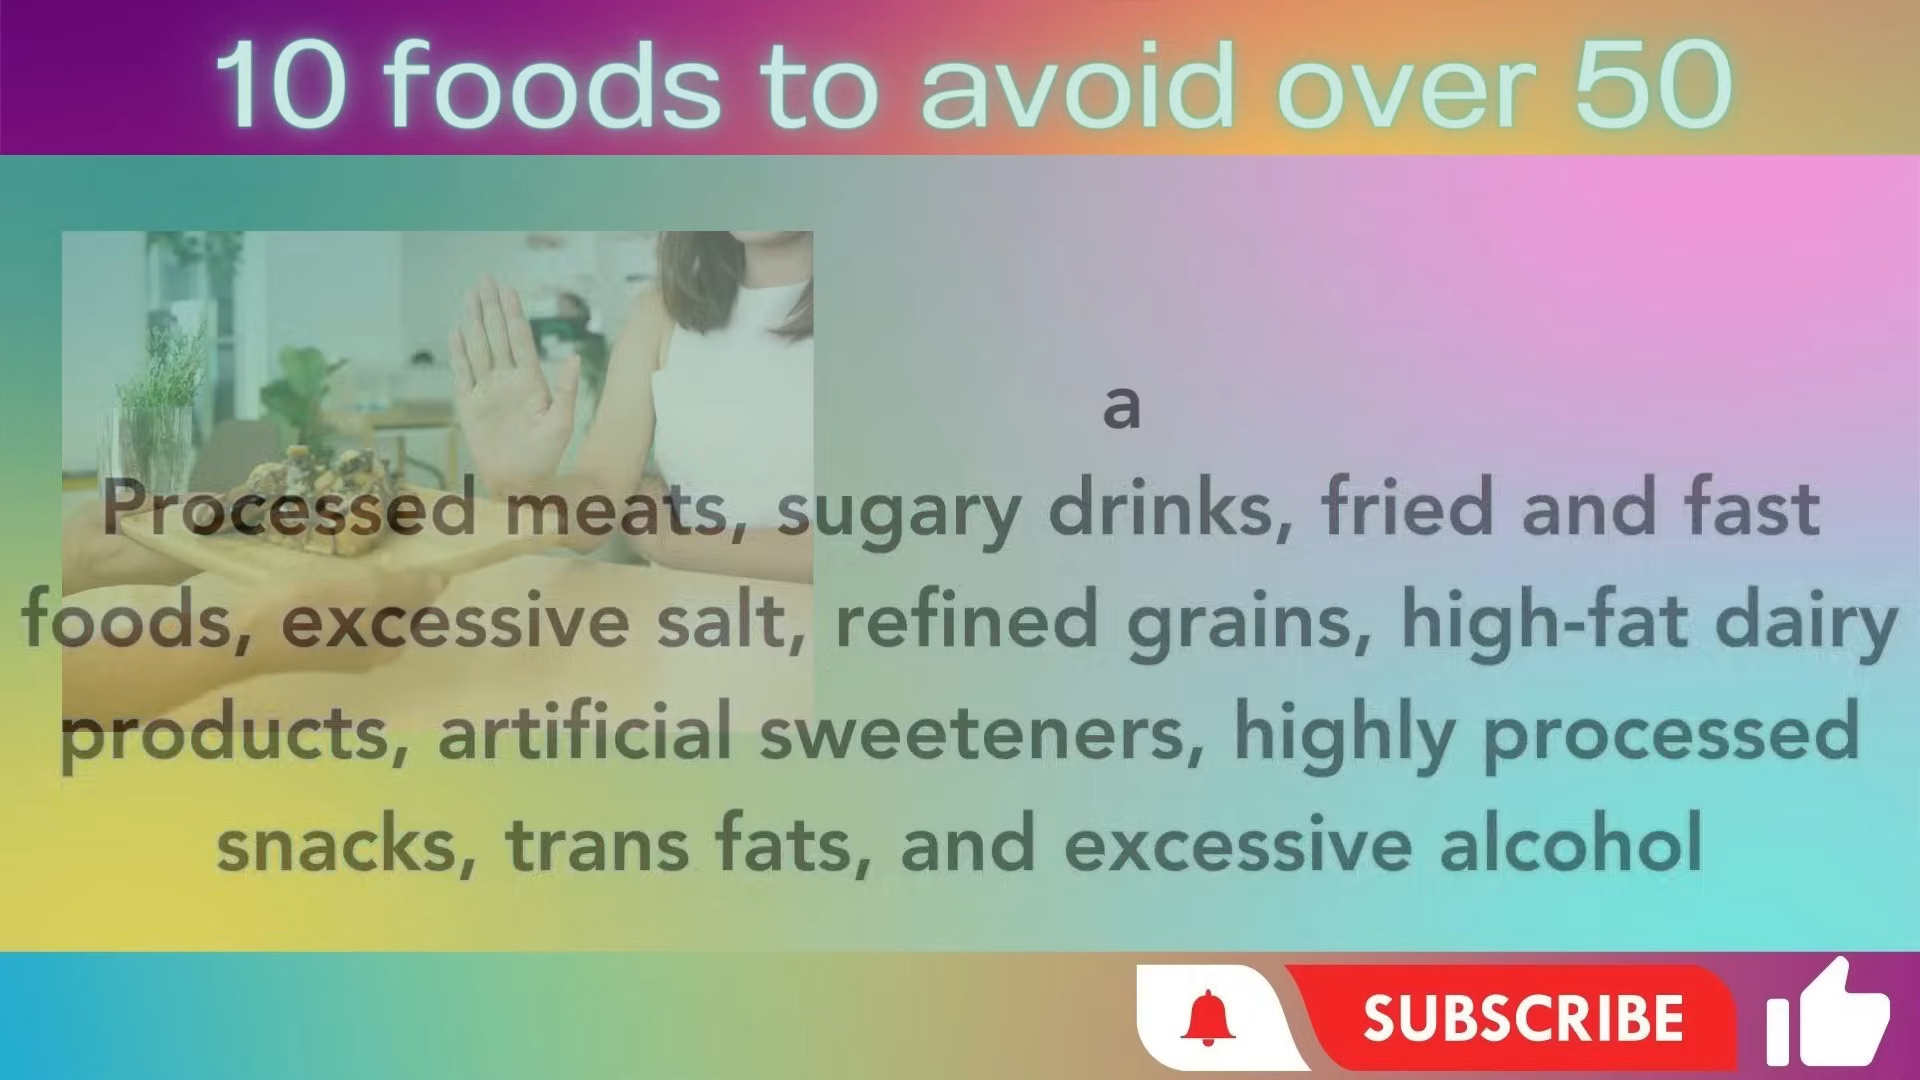 10 foods to avoid over 50
a
Processed meats, sugary drinks, fried and fast
foods, excessive salt, refined grains, high-fat dairy
products, artificial sweeteners, highly processed
snacks, trans fats, and excessive alcohol
SUBSCRIBE